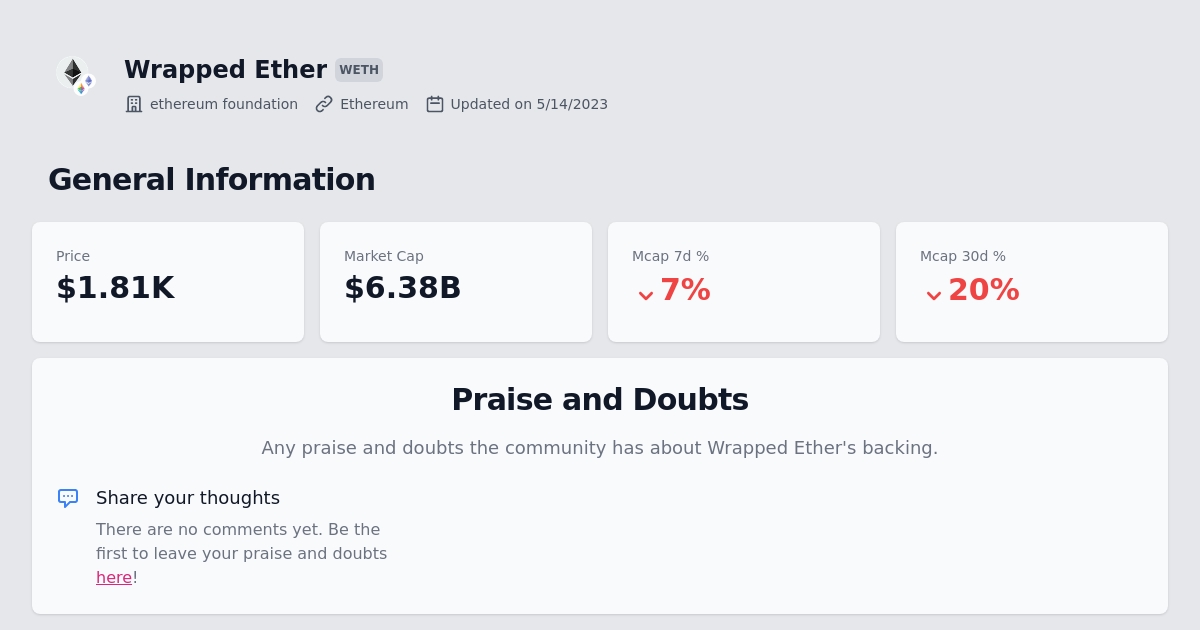 Wrapped Ether WETH
ethereum foundation Ethereum Updated on 5/14/2023
General Information
Price
$1.81K
Market Cap
$6.38B
Mcap 7d %
7%
Mcap 30d %
20%
Praise and Doubts
Any praise and doubts the community has about Wrapped Ether's backing.
Share your thoughts
There are no comments yet. Be the
first to leave your praise and doubts
here!